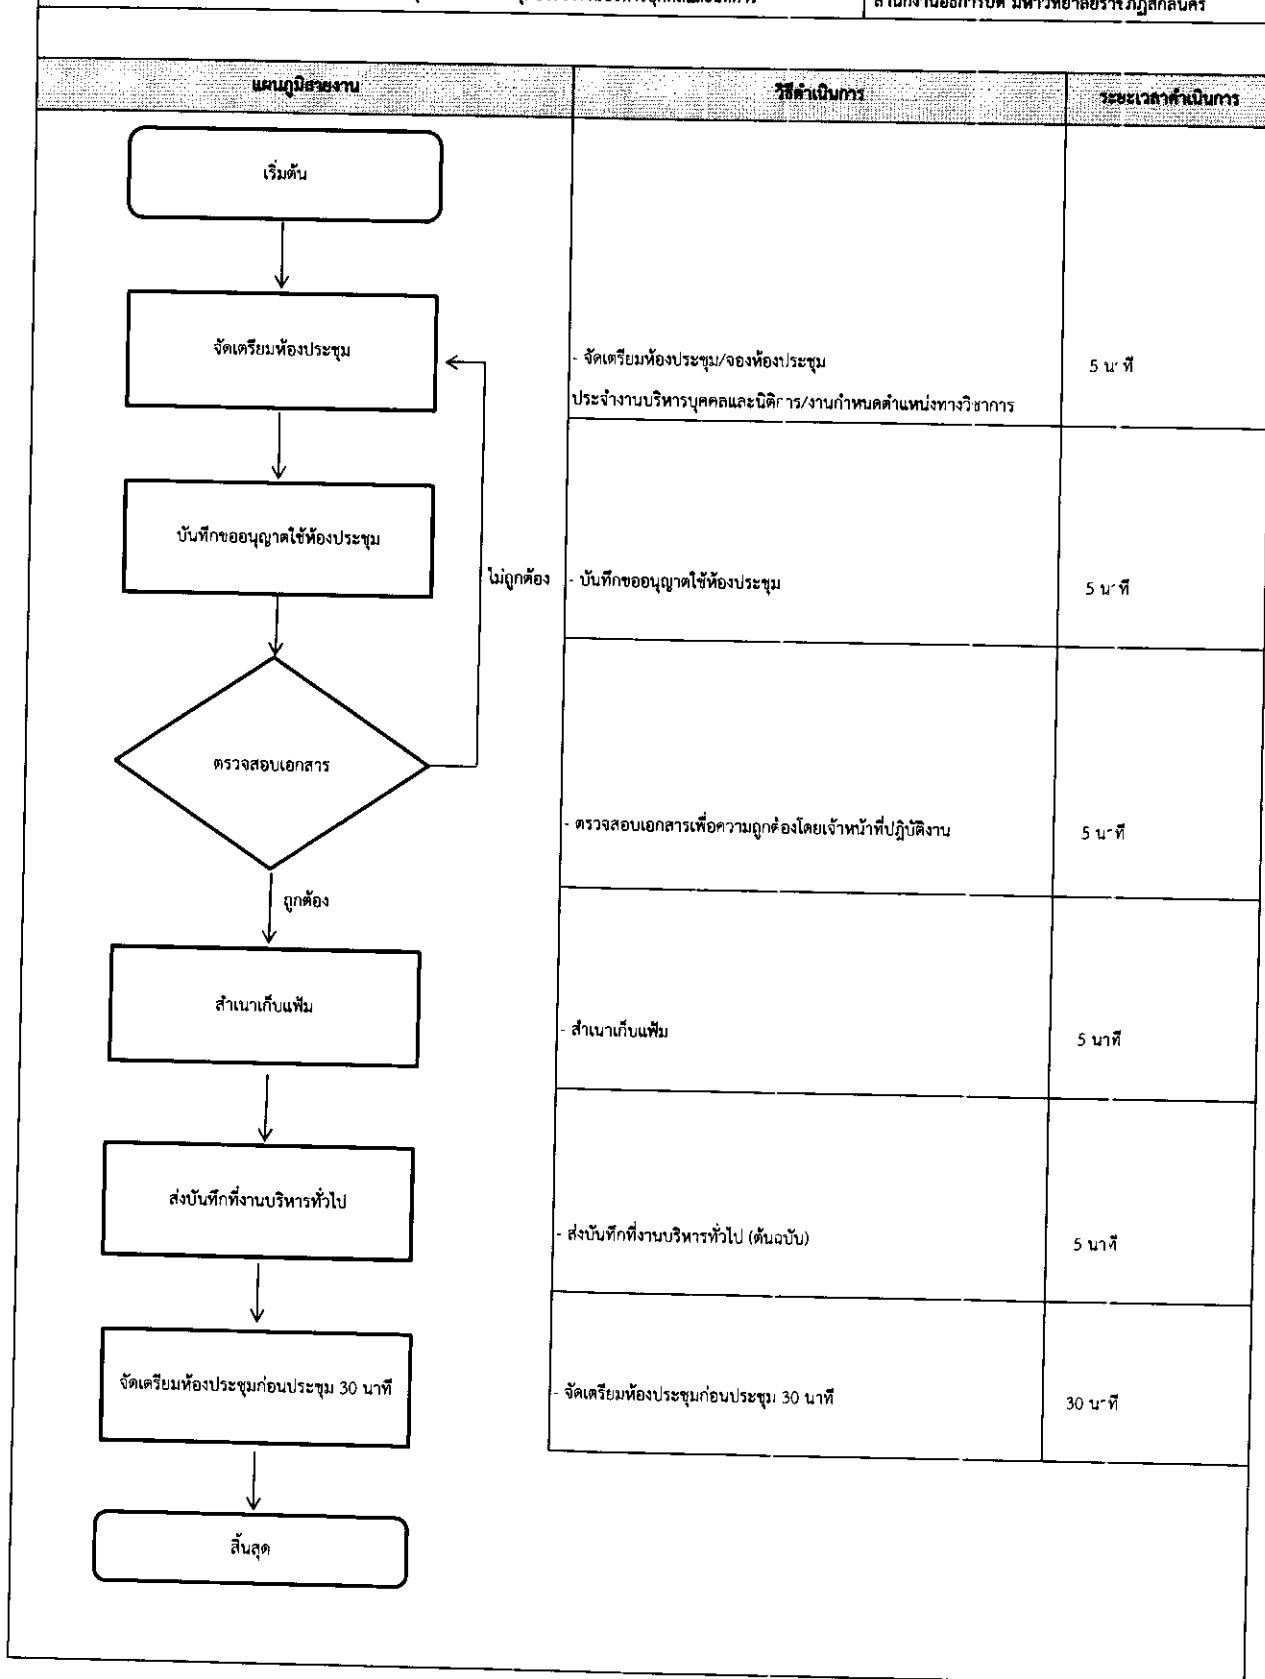 สำนักงานอธิการบดี มหาวิทยาลัยราชภัฏสกลนคร
แผนภูมิสายงาน
วิธีดำเนินการ
ระยะเวลาดำเนินการ
เริ่มต้น
จัดเตรียมห้องประชุม
- จัดเตรียมห้องประชุม/จองห้องประชุม
5 นาที
ประจำงานบริหารบุคคลและนิติการ/งานกำหนดตำแหน่งทางวิชาการ
บันทึกขออนุญาตใช้ห้องประชุม
ไม่ถูกต้อง
- บันทึกขออนุญาตใช้ห้องประชุม
5 นาที
ตรวจสอบเอกสาร
- ตรวจสอบเอกสารเพื่อความถูกต้องโดยเจ้าหน้าที่ปฏิบัติงาน
5 นาที
ถูกต้อง
สำเนาเก็บแฟ้ม
- สำเนาเก็บแฟ้ม
5 นาที
ส่งบันทึกที่งานบริหารทั่วไป
- ส่งบันทึกที่งานบริหารทั่วไป (ต้นฉบับ)
5 นาที
จัดเตรียมห้องประชุมก่อนประชุม 30 นาที
- จัดเตรียมห้องประชุมก่อนประชุม 30 นาที
30 นาที
สิ้นสุด